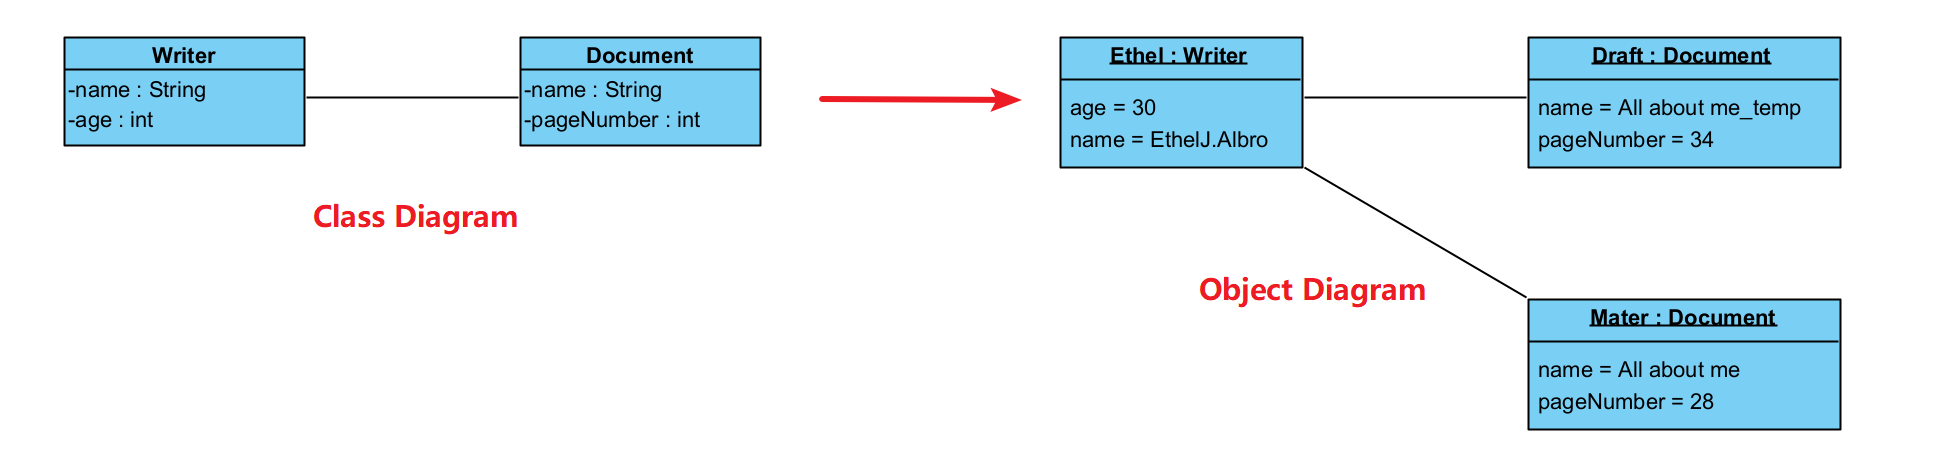 Writer
-name : String
-age : int
Document
-name : String
-pageNumber : int
Class Diagram
Ethel : Writer
age = 30
name = EthelJ.Albro
Draft : Document
name = All about me_temp
pageNumber = 34
Object Diagram
Mater : Document
name = All about me
pageNumber = 28